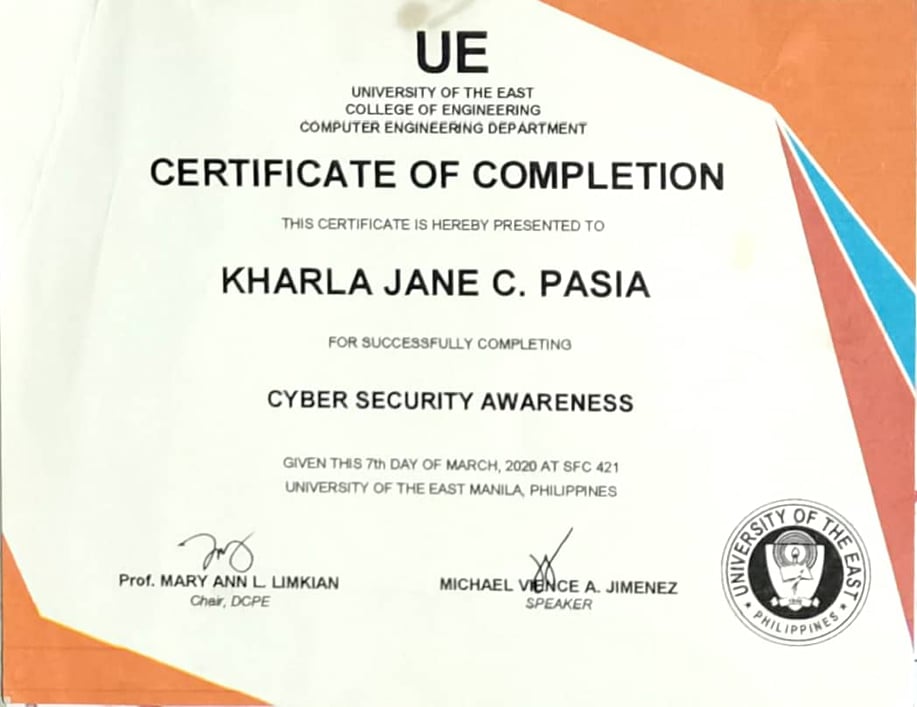 UE
UNIVERSITY OF THE EAST
COLLEGE OF ENGINEERING
COMPUTER ENGINEERING DEPARTMENT
CERTIFICATE OF COMPLETION
THIS CERTIFICATE IS HEREBY PRESENTED TO
KHARLA JANE C. PASIA
FOR SUCCESSFULLY COMPLETING
CYBER SECURITY AWARENESS
GIVEN THIS 7th DAY OF MARCH, 2020 AT SFC 421
UNIVERSITY OF THE EAST MANILA, PHILIPPINES
Prof. MARY ANN L. LIMKIAN
Chair, DCPE
MICHAEL VIENCE A. JIMENEZ
SPEAKER
UNIVERSITY OF THE EAST
PHILIPPINES